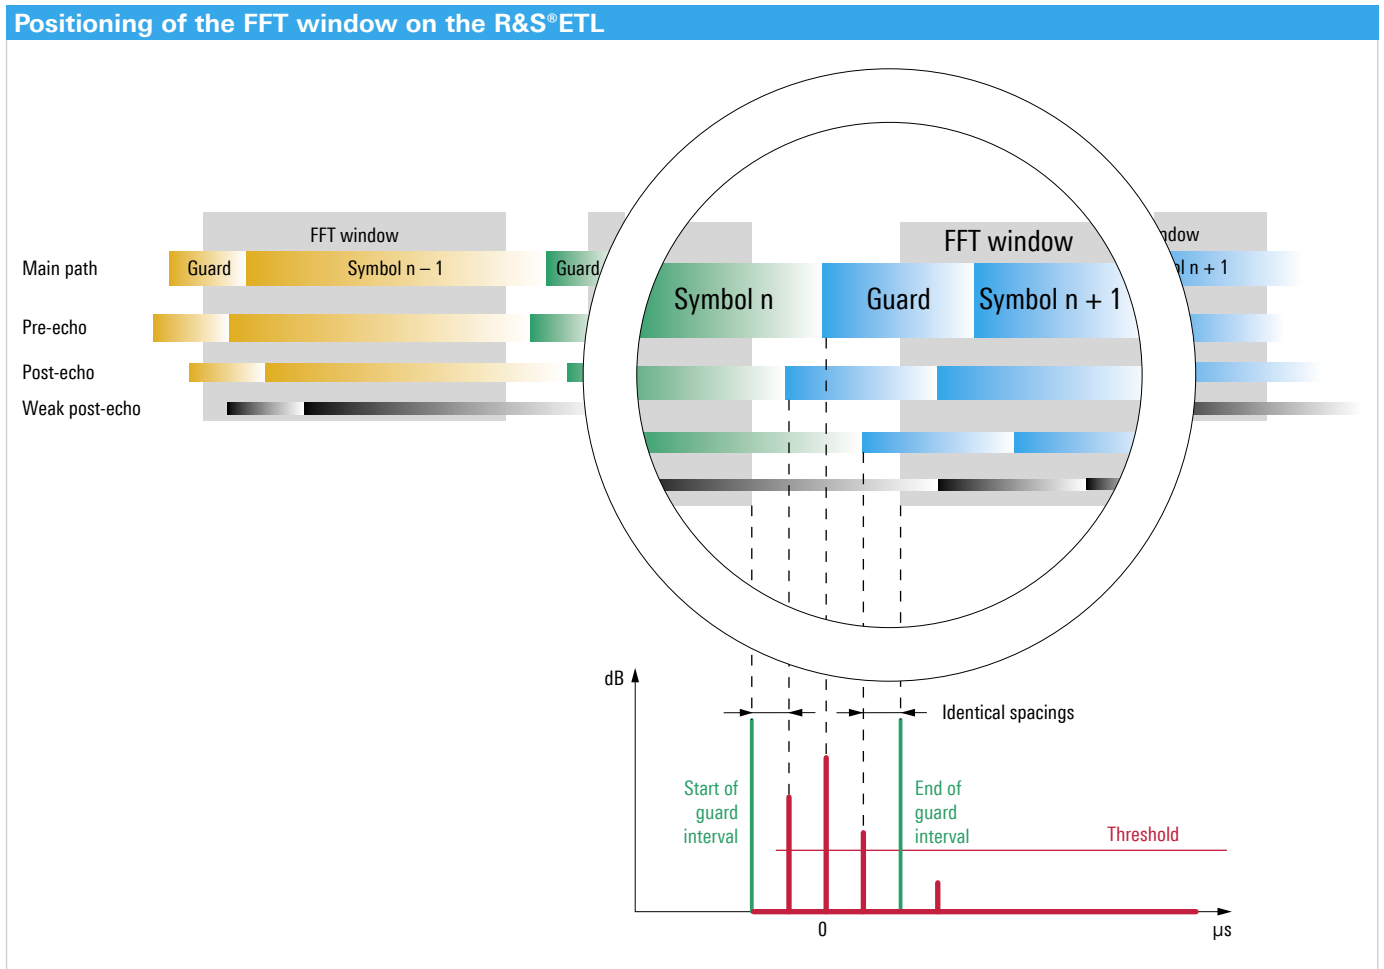 Positioning of the FFT window on the R&S®ETL
FFT window
FFT window
ndow
Main path
Guard
Symbol n – 1
Guard
Symbol n
Guard
Symbol n + 1
ol n + 1
Pre-echo
Post-echo
Weak post-echo
dB
Identical spacings
Start of
guard
interval
End of
guard
interval
Threshold
0
µs